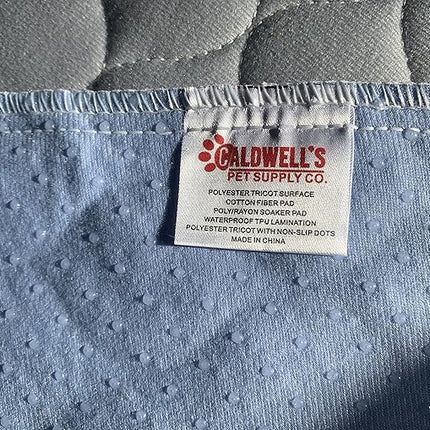 CALDWELL'S
PET SUPPLY CO.
POLYESTER TRICOT SURFACE
COTTON FIBER PAD
POLY/RAYON SOAKER PAD
WATERPROOF TPU LAMINATION
POLYESTER TRICOT WITH NON-SLIP DOTS
MADE IN CHINA